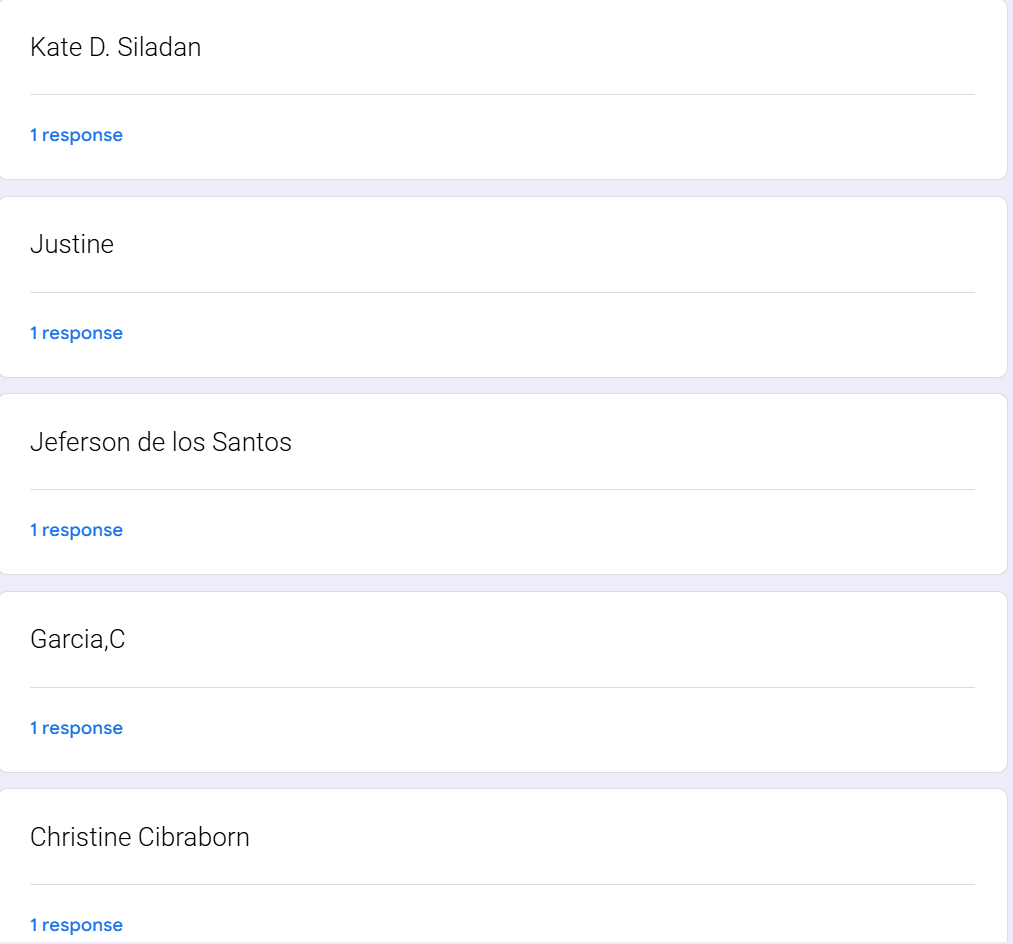 Kate D. Siladan
1 response
Justine
1 response
Jeferson de los Santos
1 response
Garcia,C
1 response
Christine Cibraborn
1 response